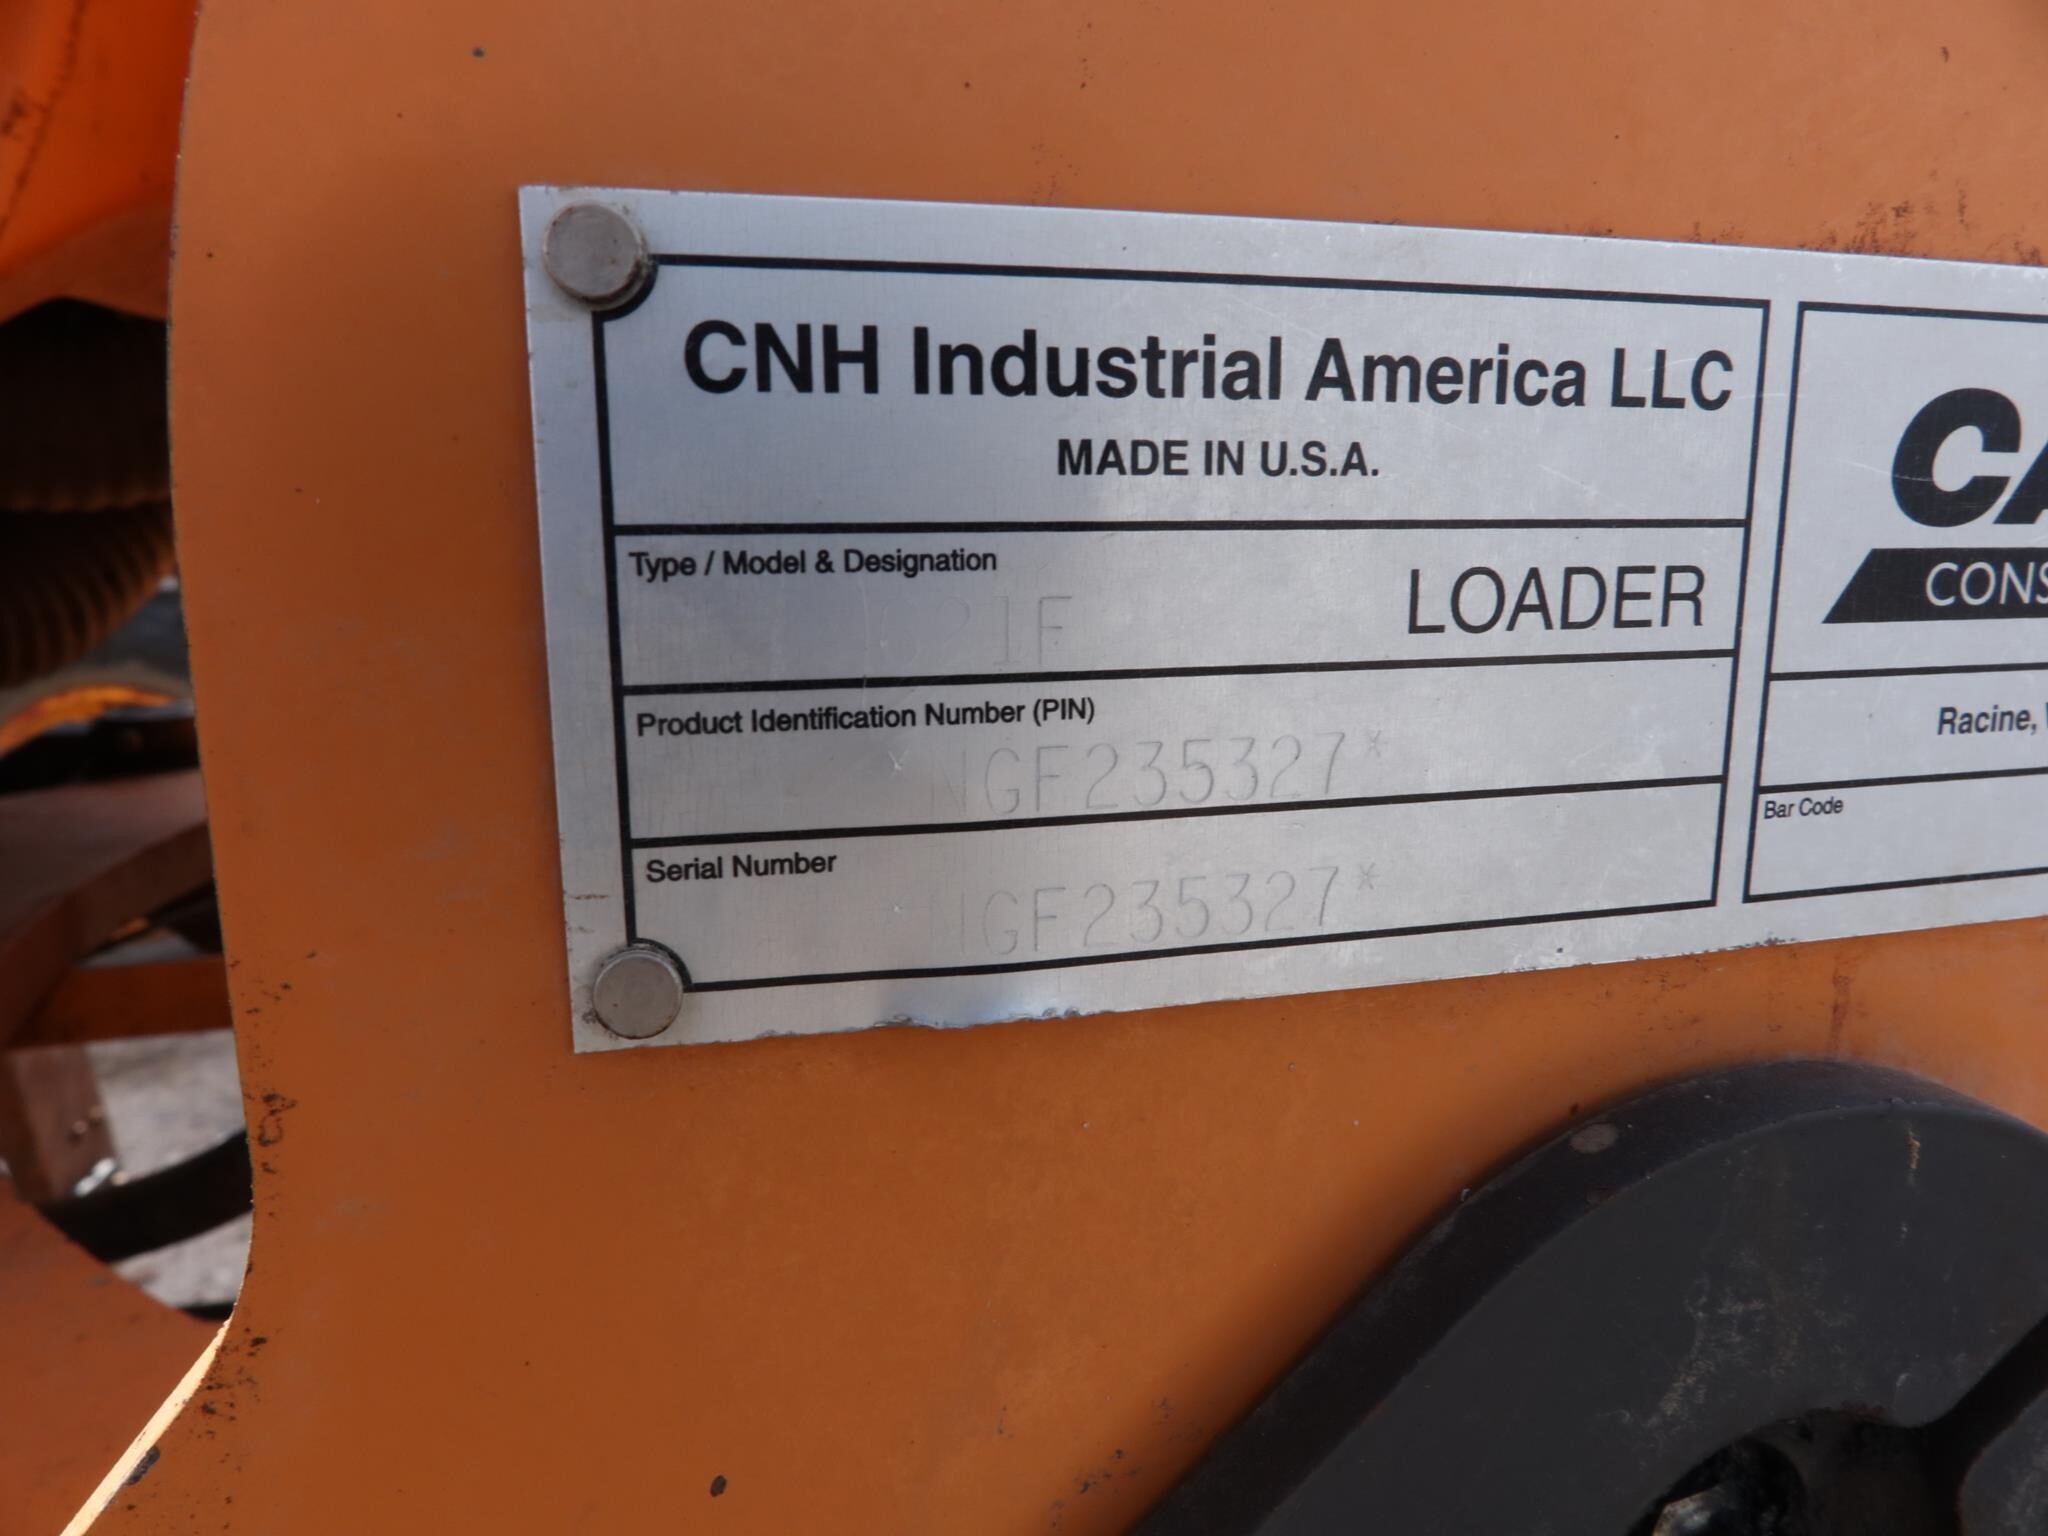 CNH Industrial America LLC
MADE IN U.S.A.
Type / Model & Designation
LOADER
Product Identification Number (PIN)
*NGF235327*
Serial Number
NGF235327*
CA
CONS
Racine,
Bar Code